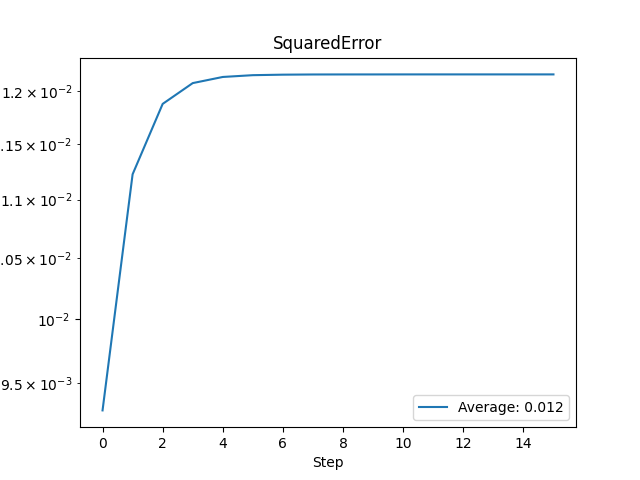 SquaredError
1.2 × 10⁻²
.15 × 10⁻²
1.1 × 10⁻²
.05 × 10⁻²
10⁻²
9.5 × 10⁻³
Average: 0.012
0 2 4 6 8 10 12 14
Step